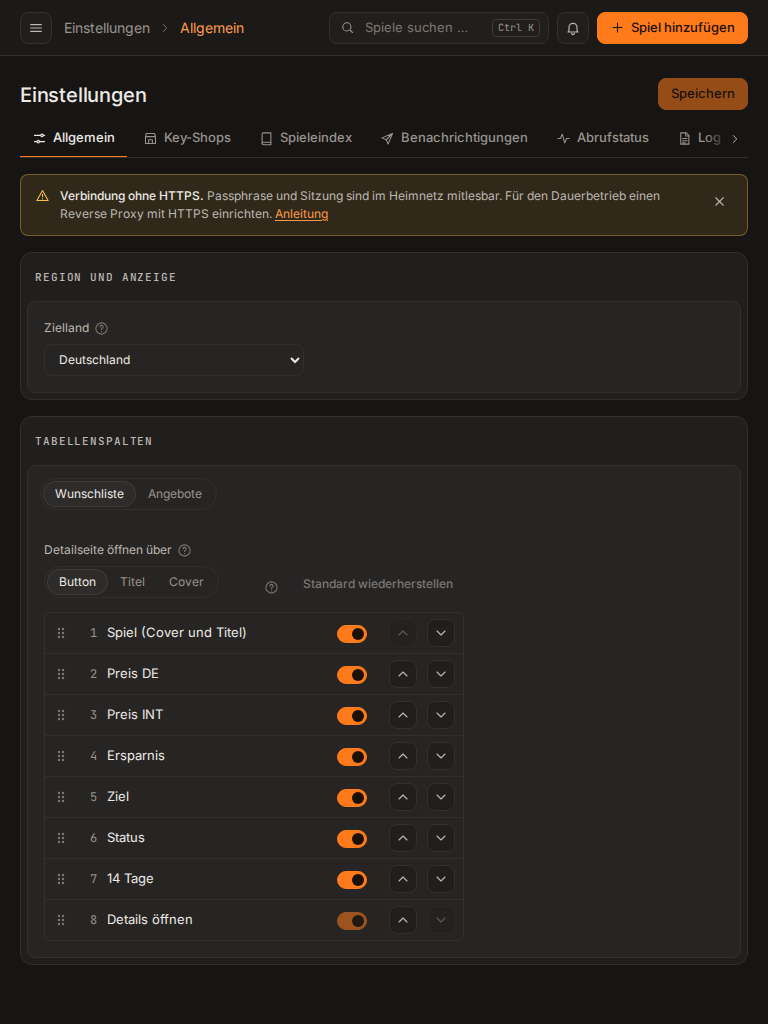 Einstellungen > Allgemein
Spiele suchen ...
Ctrl K
Spiel hinzufügen
Einstellungen
Speichern
Allgemein
Key-Shops
Spieleindex
Benachrichtigungen
Abrufstatus
Log
Verbindung ohne HTTPS. Passphrase und Sitzung sind im Heimnetz mitlesbar. Für den Dauerbetrieb einen
Reverse Proxy mit HTTPS einrichten. Anleitung
REGION UND ANZEIGE
Zielland
Deutschland
TABELLENSPALTEN
Wunschliste
Angebote
Detailseite öffnen über
Button
Titel
Cover
Standard wiederherstellen
1 Spiel (Cover und Titel)
2 Preis DE
3 Preis INT
4 Ersparnis
5 Ziel
6 Status
7 14 Tage
8 Details öffnen